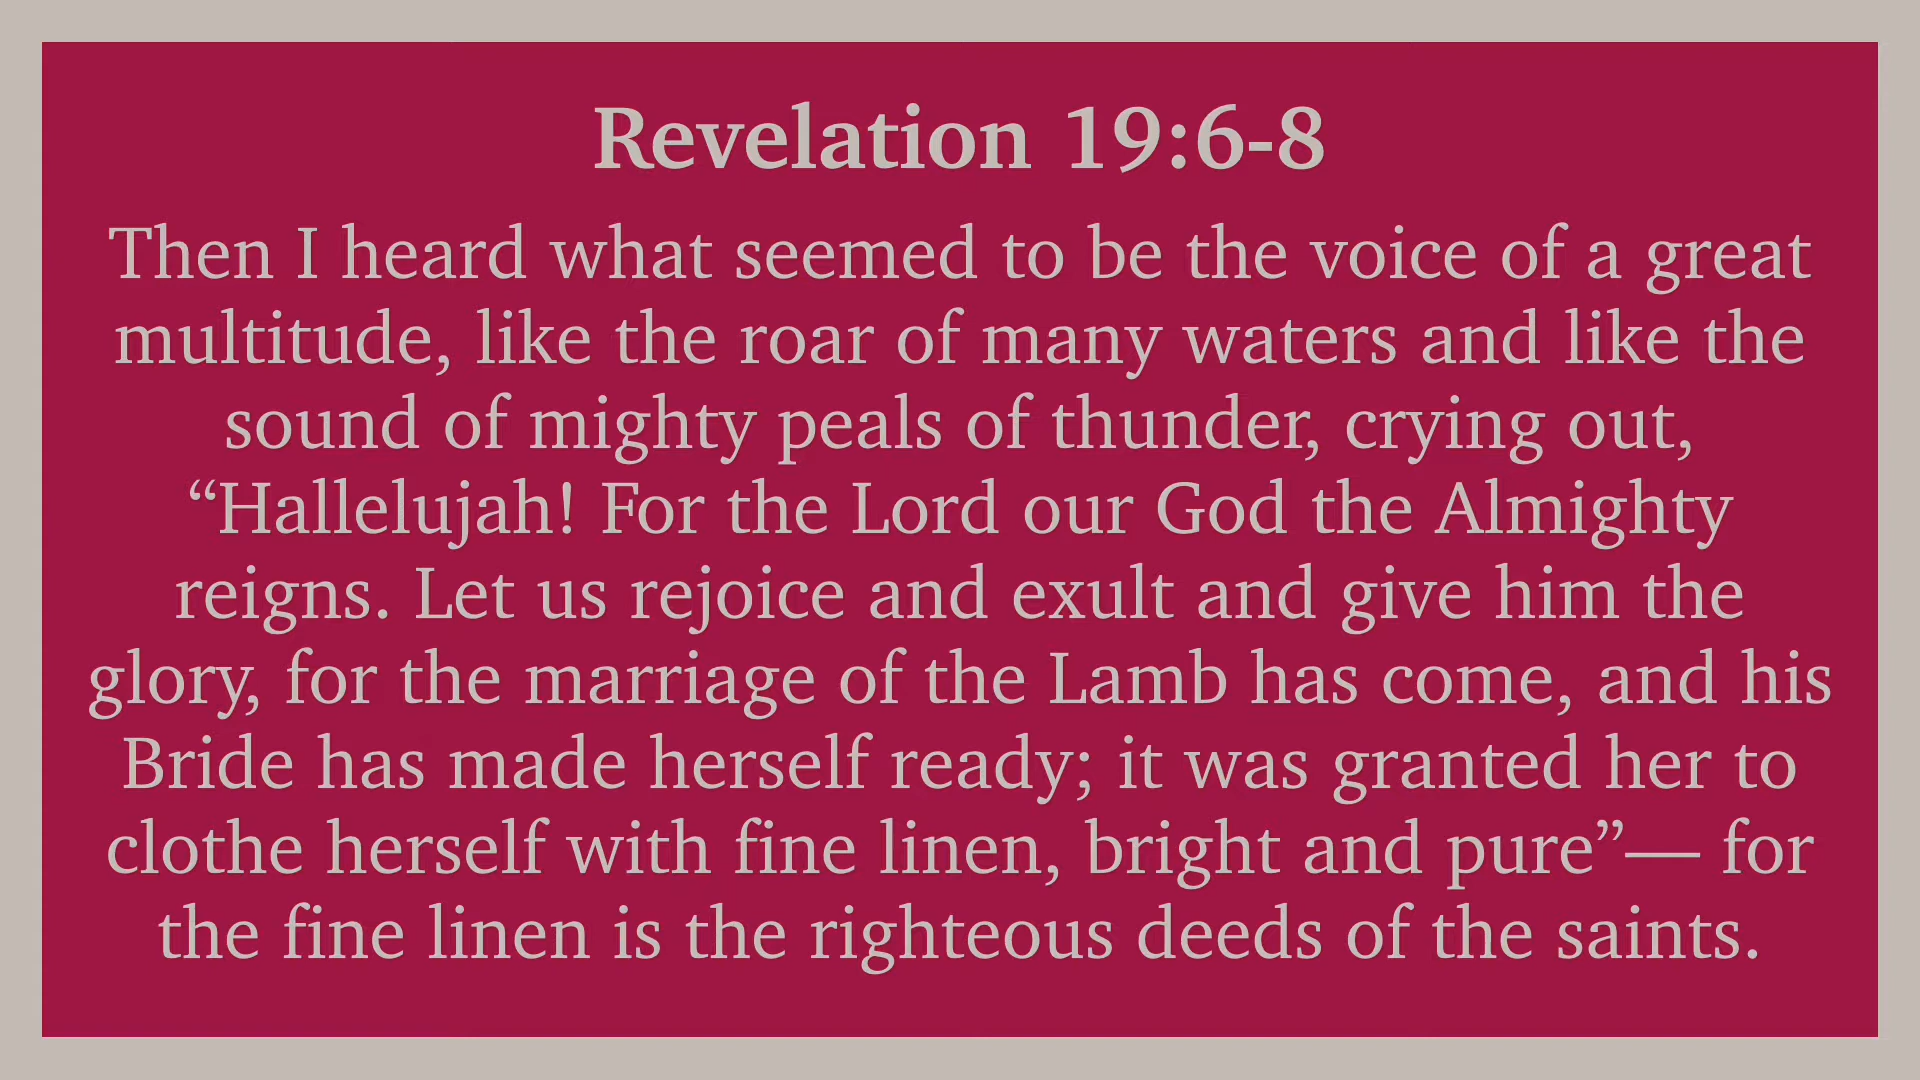 Revelation 19:6-8
Then I heard what seemed to be the voice of a great
multitude, like the roar of many waters and like the
sound of mighty peals of thunder, crying out,
“Hallelujah! For the Lord our God the Almighty
reigns. Let us rejoice and exult and give him the
glory, for the marriage of the Lamb has come, and his
Bride has made herself ready; it was granted her to
clothe herself with fine linen, bright and pure”— for
the fine linen is the righteous deeds of the saints.